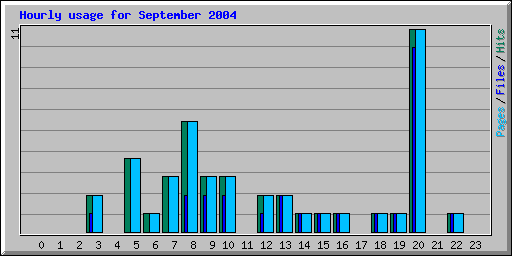 Hourly usage for September 2004
11
Pages/Files/Hits
0 1 2 3 4 5 6 7 8 9 10 11 12 13 14 15 16 17 18 19 20 21 22 23